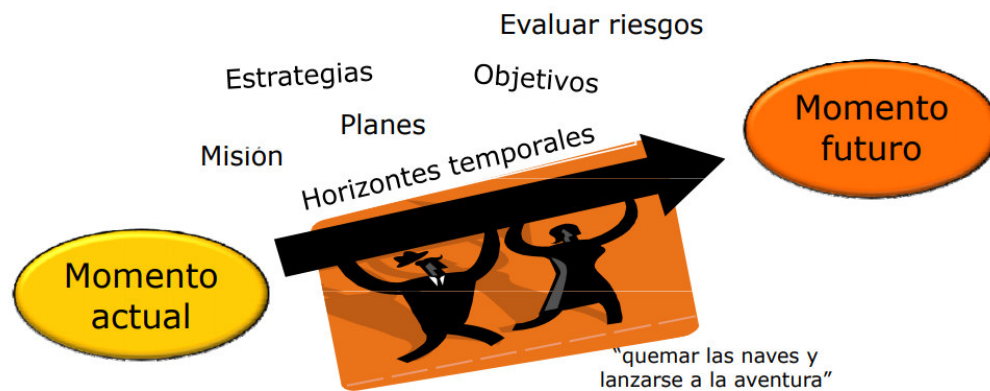 Evaluar riesgos
Estrategias
Objetivos
Planes
Misión
Horizontes temporales
Momento
futuro
Momento
actual
“quemar las naves y
lanzarse a la aventura”